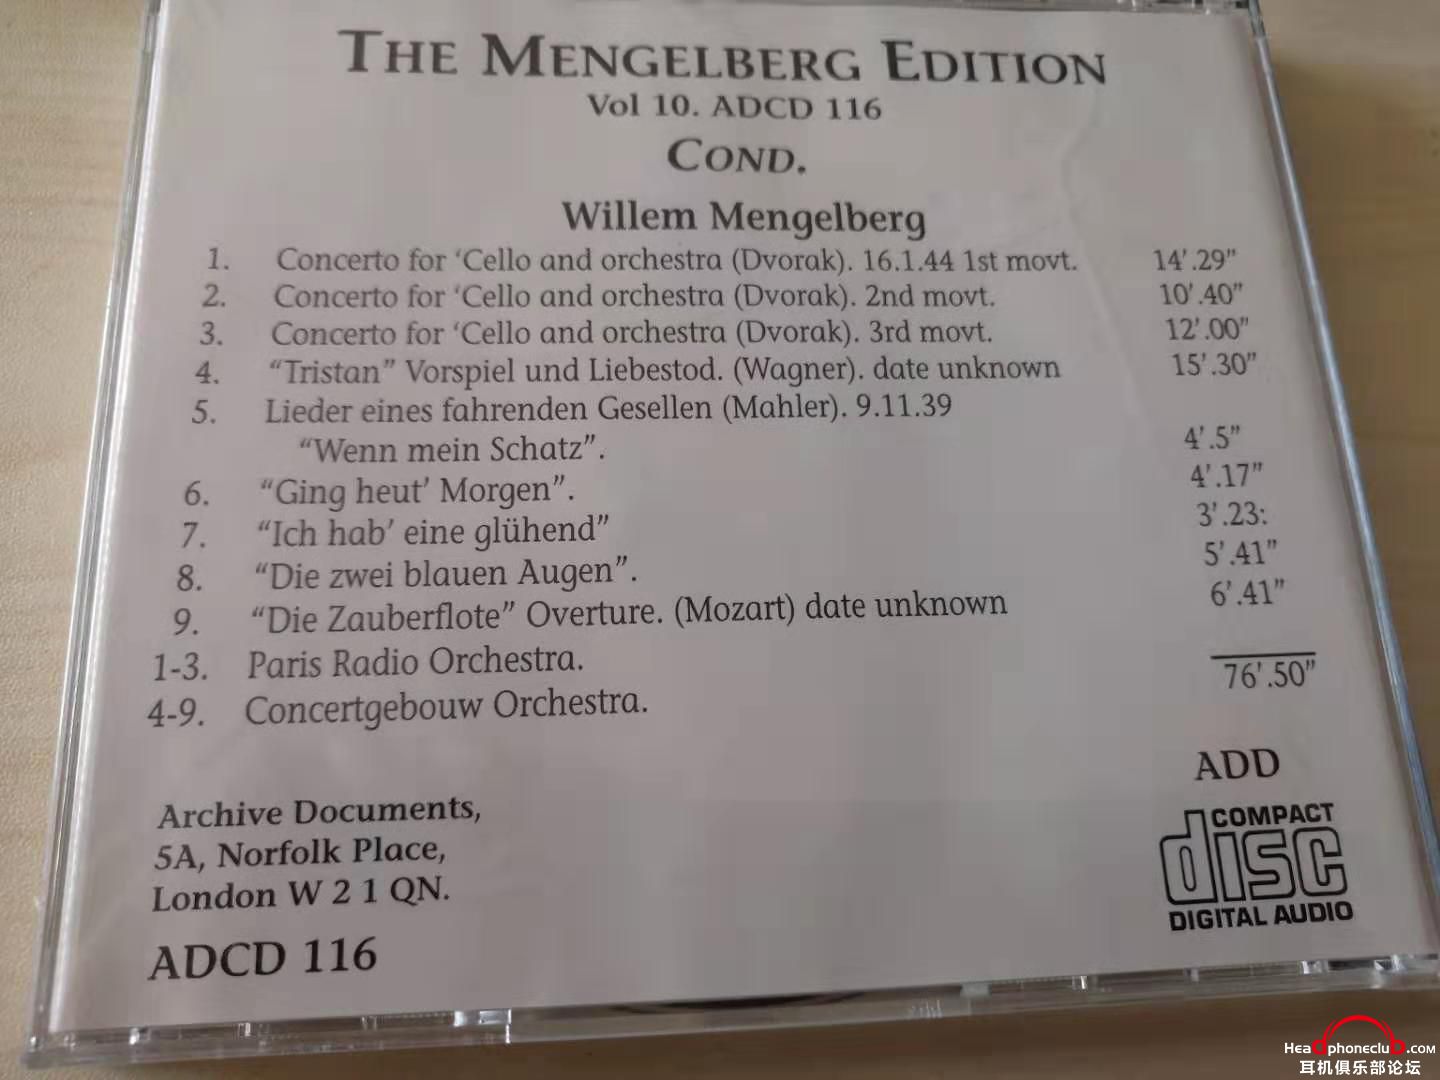 THE MENGELBERG EDITION
Vol 10. ADCD 116
COND.
Willem Mengelberg
1. Concerto for ‘Cello and orchestra (Dvorak). 16.1.44 1st movt. 14’.29”
2. Concerto for ‘Cello and orchestra (Dvorak). 2nd movt. 10’.40”
3. Concerto for ‘Cello and orchestra (Dvorak). 3rd movt. 12’.00”
4. “Tristan” Vorspiel und Liebestod. (Wagner). date unknown 15’.30”
5. Lieder eines fahrenden Gesellen (Mahler). 9.11.39
“Wenn mein Schatz”. 4’.5”
6. “Ging heut’ Morgen”. 4’.17”
7. “Ich hab’ eine glühend” 3’.23:
8. “Die zwei blauen Augen”. 5’.41”
9. “Die Zauberflote” Overture. (Mozart) date unknown 6’.41”
1-3. Paris Radio Orchestra.
76’.50”
4-9. Concertgebouw Orchestra.
ADD
Archive Documents,
5A, Norfolk Place,
London W 2 1 QN.
ADCD 116
COMPACT
disc
DIGITAL AUDIO
HeadphonecluD.com
耳机俱乐部论坛